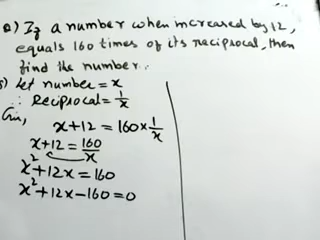 Q) If a number when increased by 12,
equals 160 times of its reciprocal, then
find the number.
s) Let number = x
∴ Reciprocal = 1/x
Giv,
x + 12 = 160 × 1/x
x + 12 = 160/x
x² + 12x = 160
x² + 12x - 160 = 0